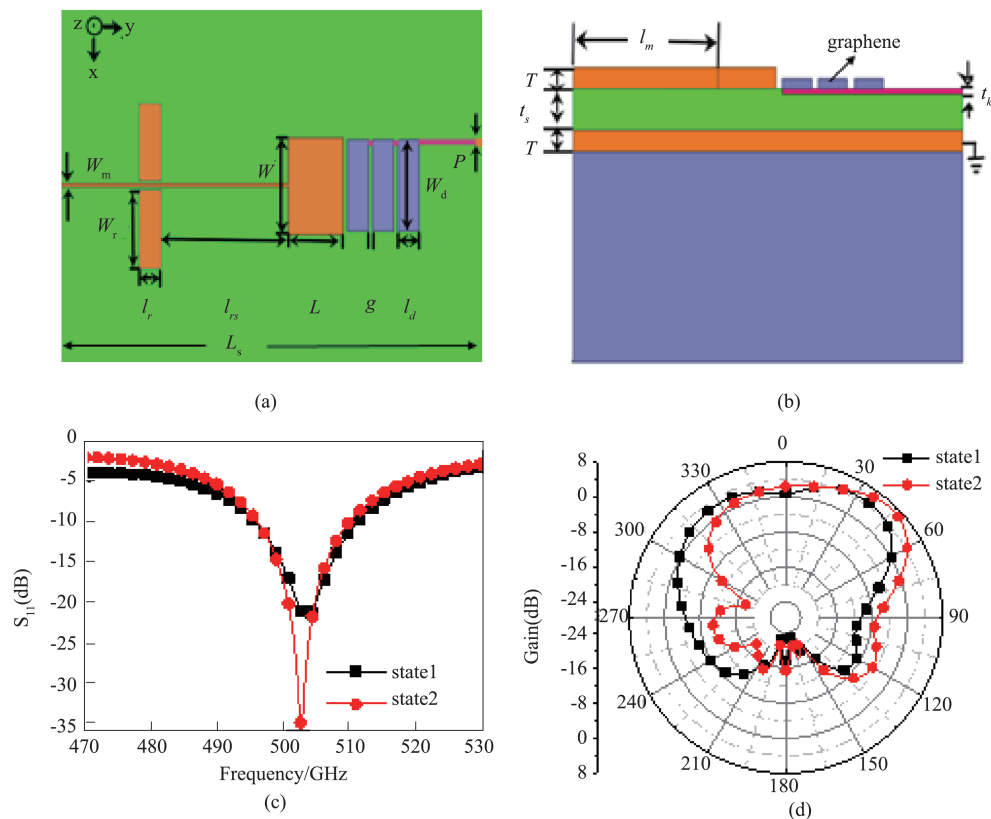 z
y
x
W_m
W_r
W
W_d
P
l_r
l_rs
L
g
l_d
L_s
(a)
l_m
graphene
T
t_s
T
t_k
(b)
0
-5
-10
-15
-20
-25
-30
-35
S_11(dB)
state1
state2
470
480
490
500
510
520
530
Frequency/GHz
(c)
8
0
-8
-16
-24
-24
-16
-8
0
8
Gain(dB)
0
30
60
90
120
150
180
210
240
270
300
330
state1
state2
(d)